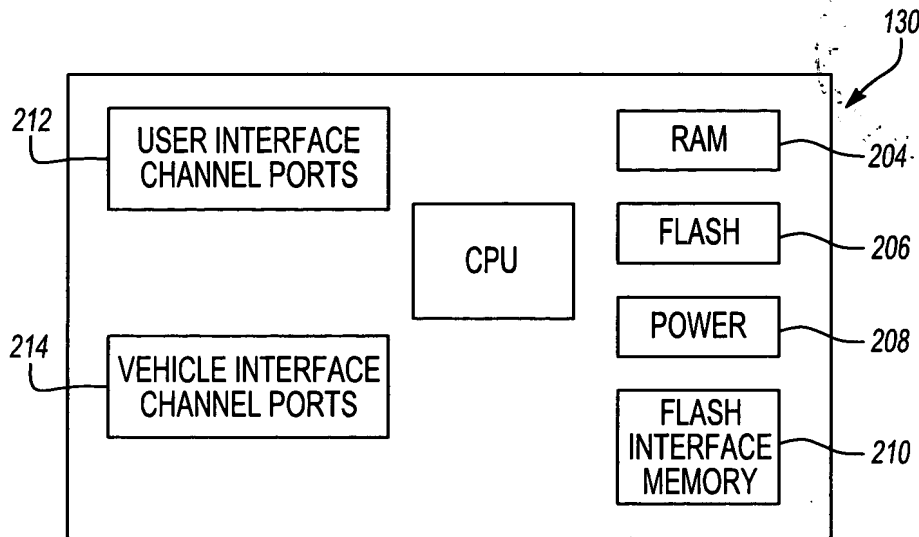 130
212
USER INTERFACE
CHANNEL PORTS
RAM
204
CPU
FLASH
206
POWER
208
214
VEHICLE INTERFACE
CHANNEL PORTS
FLASH
INTERFACE
MEMORY
210